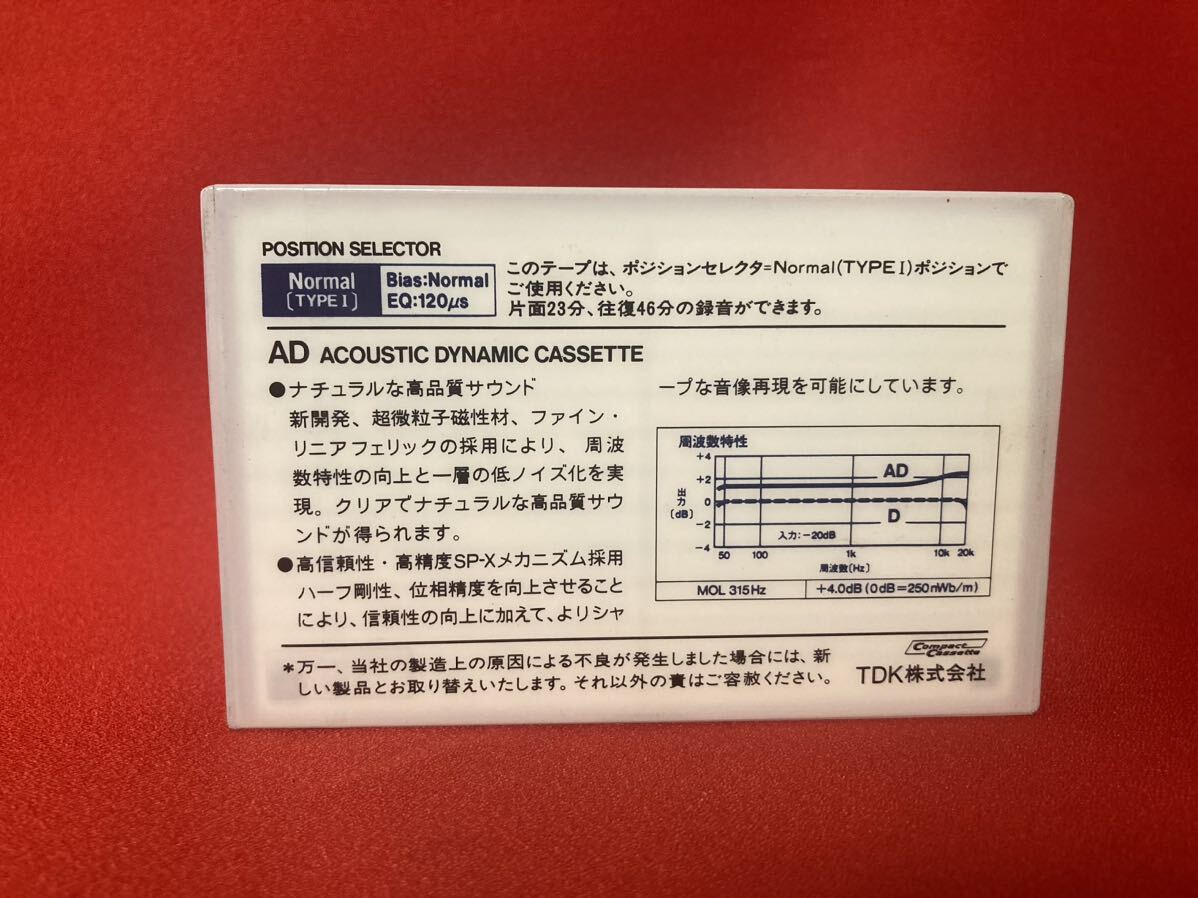 POSITION SELECTOR
Normal
(TYPE I)
Bias:Normal
EQ:120μs
このテープは、ポジションセレクタ=Normal(TYPE I)ポジションで
ご使用ください。
片面23分、往復46分の録音ができます。
AD ACOUSTIC DYNAMIC CASSETTE
●ナチュラルな高品質サウンド
新開発、超微粒子磁性材、ファイン・
リニアフェリックの採用により、周波
数特性の向上と一層の低ノイズ化を実
現。クリアでナチュラルな高品質サウ
ンドが得られます。
●高信頼性・高精度SP-Xメカニズム採用
ハーフ剛性、位相精度を向上させること
により、信頼性の向上に加えて、よりシャ
ープな音像再現を可能にしています。
周波数特性
+4
+2
0
-2
-4
出力
(dB)
AD
D
入力:-20dB
50 100 1k 10k 20k
周波数(Hz)
MOL 315Hz
+4.0dB (0dB=250nWb/m)
*万一、当社の製造上の原因による不良が発生しました場合には、新
しい製品とお取り替えいたします。それ以外の責はご容赦ください。
Compact
Cassette
TDK株式会社